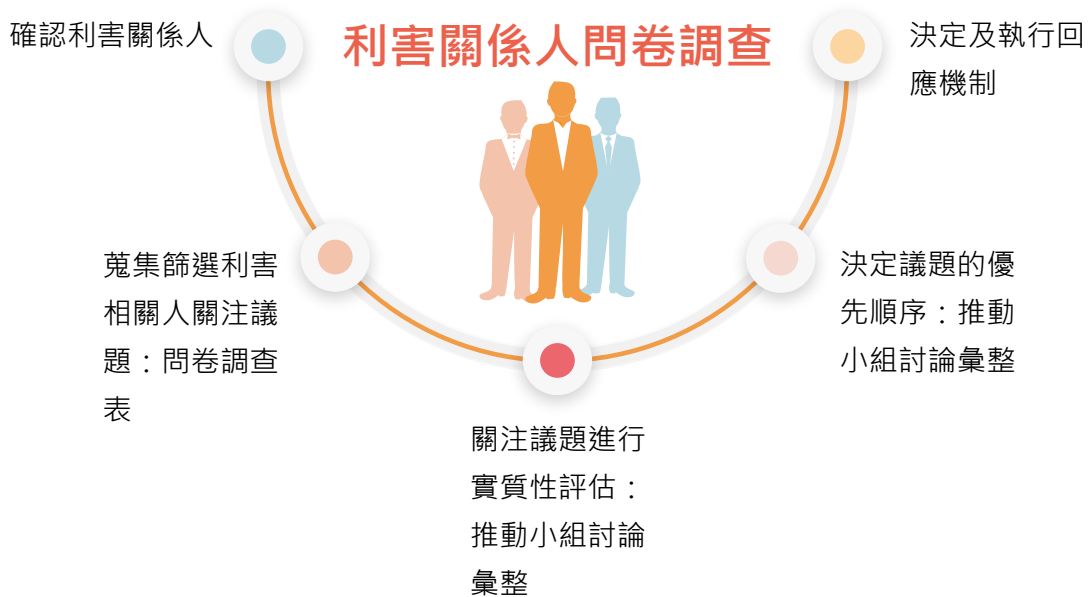 利害關係人問卷調查
確認利害關係人
蒐集篩選利害
相關人關注議
題：問卷調查
表
關注議題進行
實質性評估：
推動小組討論
彙整
決定議題的優
先順序：推動
小組討論彙整
決定及執行回
應機制